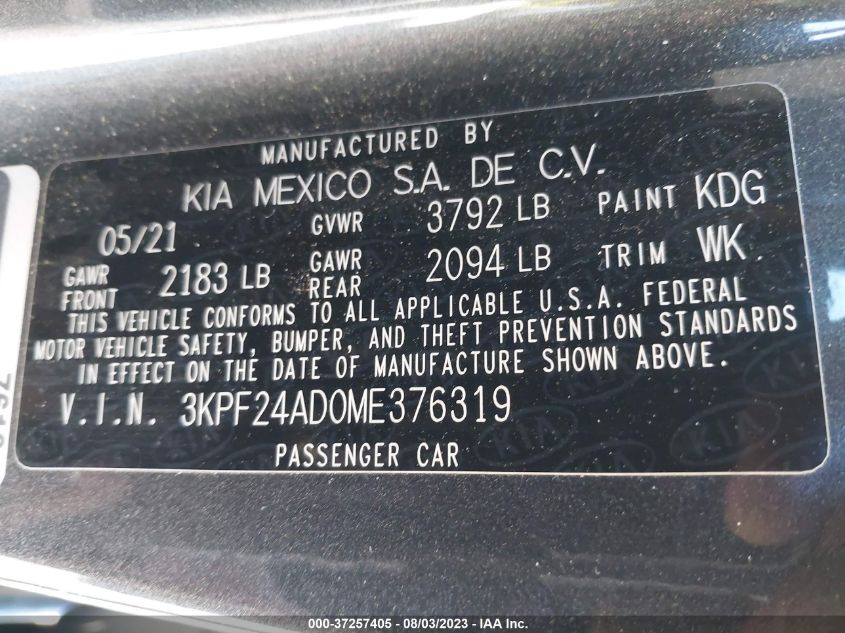 MANUFACTURED BY
KIA MEXICO S.A. DE C.V.
05/21 GVWR 3792 LB PAINT KDG
GAWR FRONT 2183 LB GAWR REAR 2094 LB TRIM WK
THIS VEHICLE CONFORMS TO ALL APPLICABLE U.S.A. FEDERAL
MOTOR VEHICLE SAFETY, BUMPER, AND THEFT PREVENTION STANDARDS
IN EFFECT ON THE DATE OF MANUFACTURE SHOWN ABOVE.
V.I.N. 3KPF24AD0ME376319
PASSENGER CAR
000-37257405 - 08/03/2023 - IAA Inc.